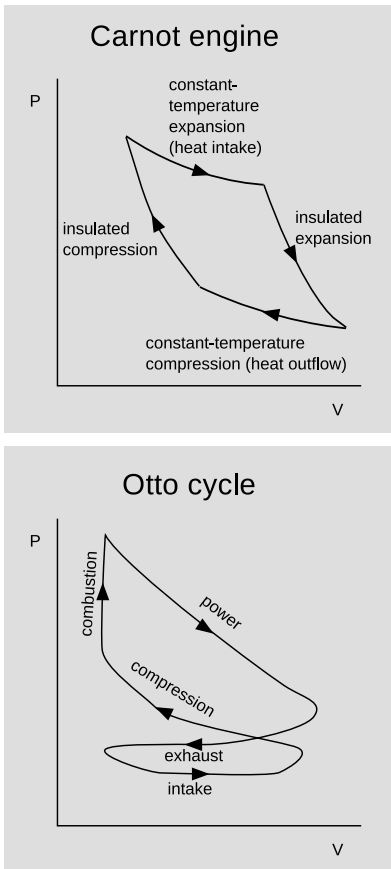 Carnot engine
P
constant-
temperature
expansion
(heat intake)
insulated
compression
insulated
expansion
constant-temperature
compression (heat outflow)
V
Otto cycle
P
combustion
power
compression
exhaust
intake
V